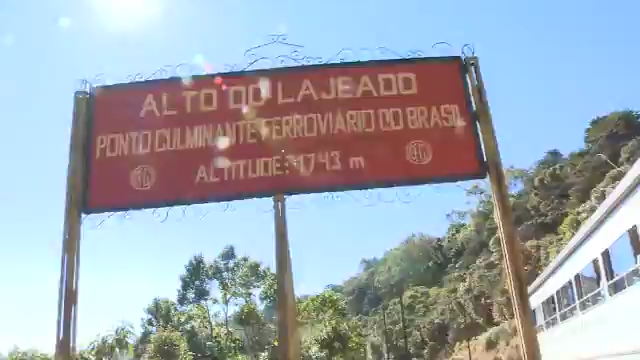 ALTO DO LAJEADO
PONTO CULMINANTE FERROVIÁRIO DO BRASIL
ALTITUDE: 1743 m